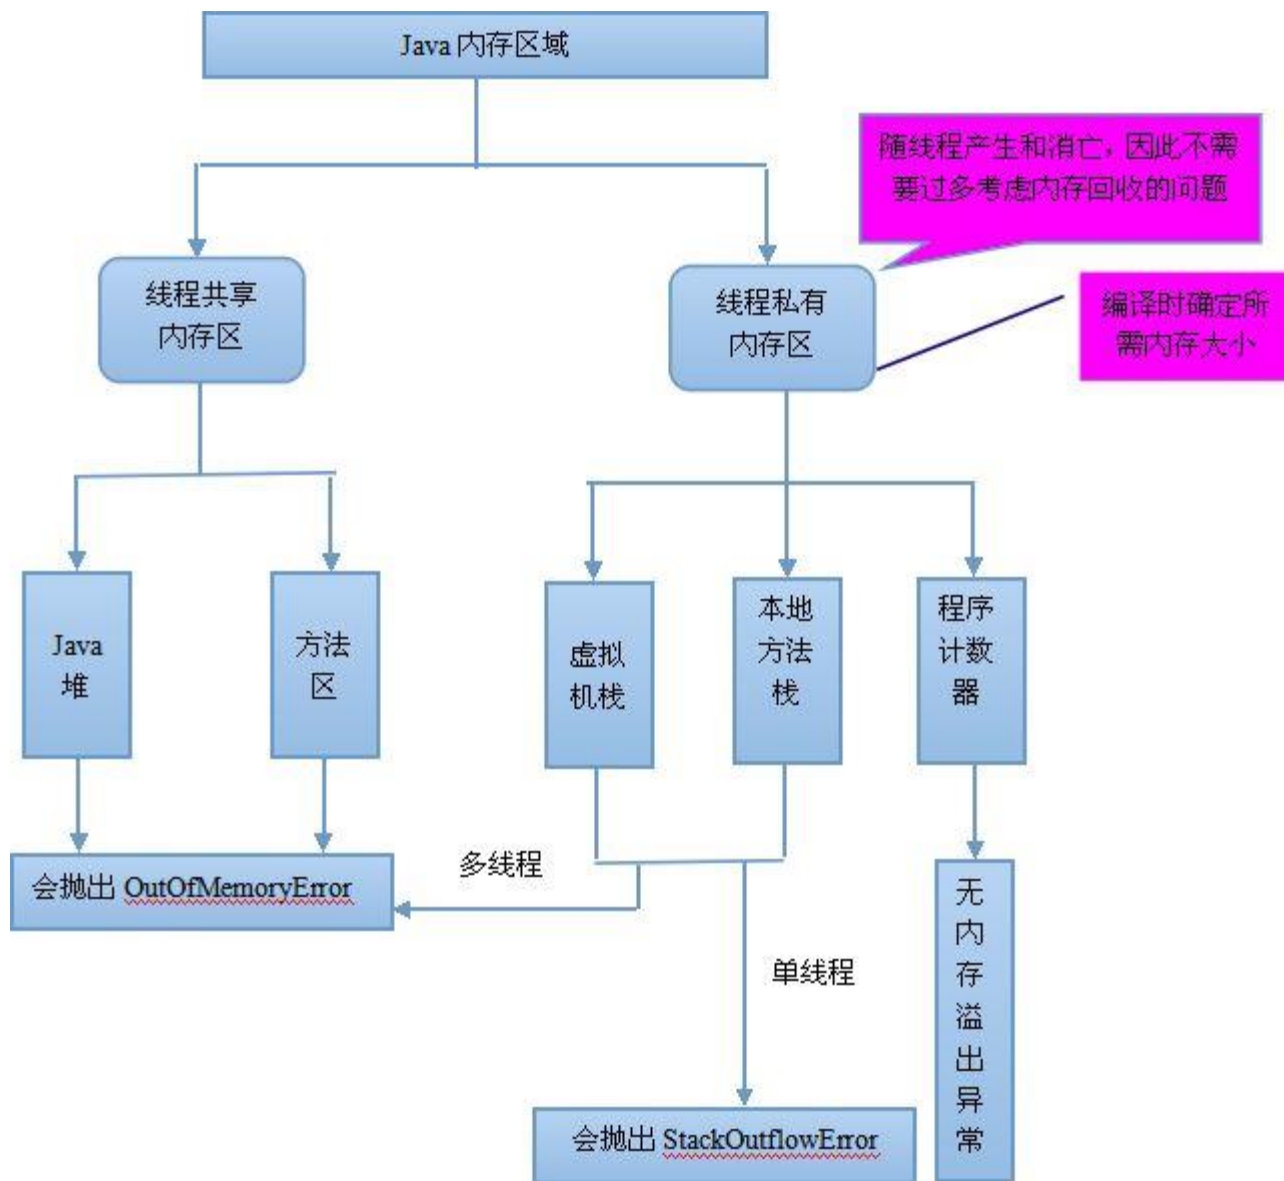 Java 内存区域
随线程产生和消亡，因此不需
要过多考虑内存回收的问题
线程共享
内存区
线程私有
内存区
编译时确定所
需内存大小
Java
堆
方法
区
虚拟
机栈
本地
方法
栈
程序
计数
器
会抛出 OutOfMemoryError
多线程
单线程
无
内
存
溢
出
异
常
会抛出 StackOutflowError